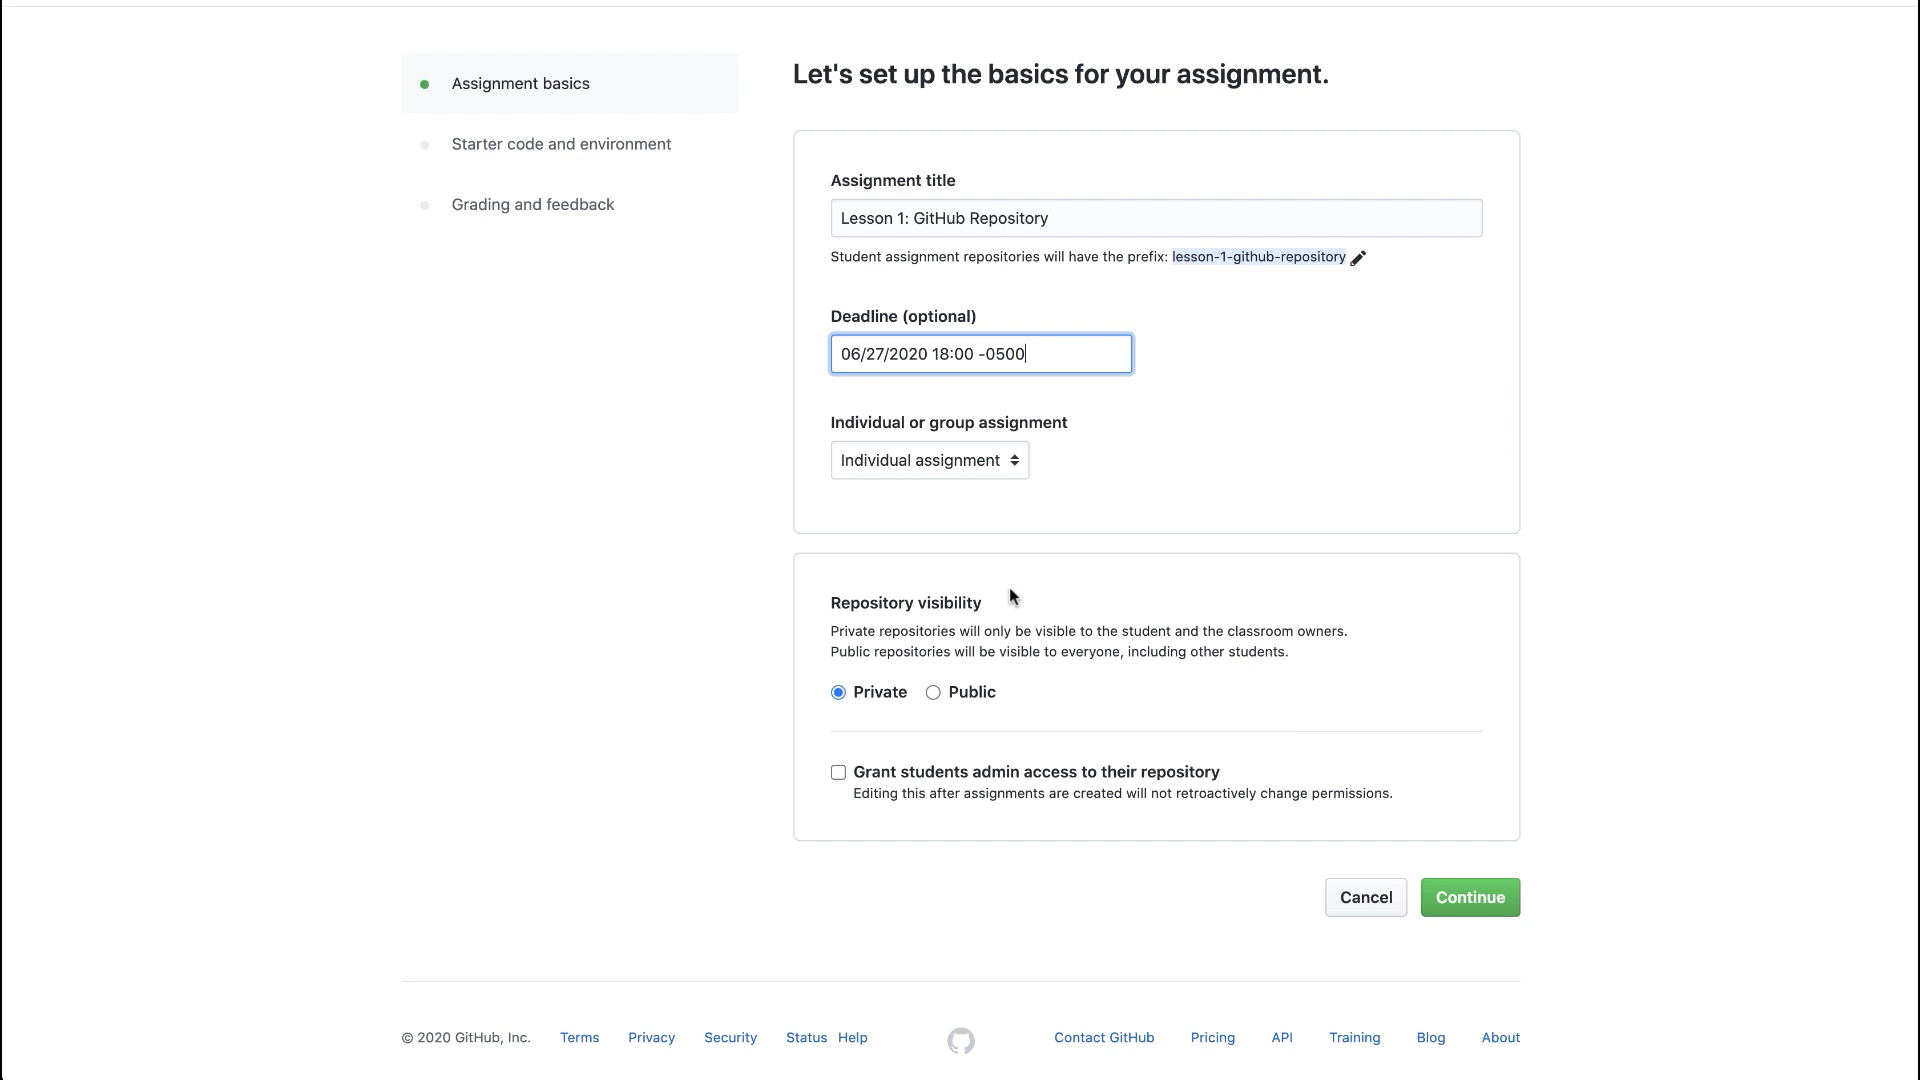 Assignment basics
Starter code and environment
Grading and feedback
Let's set up the basics for your assignment.
Assignment title
Lesson 1: GitHub Repository
Student assignment repositories will have the prefix: lesson-1-github-repository
Deadline (optional)
06/27/2020 18:00 -0500
Individual or group assignment
Individual assignment
Repository visibility
Private repositories will only be visible to the student and the classroom owners.
Public repositories will be visible to everyone, including other students.
Private Public
Grant students admin access to their repository
Editing this after assignments are created will not retroactively change permissions.
Cancel Continue
© 2020 GitHub, Inc. Terms Privacy Security Status Help Contact GitHub Pricing API Training Blog About